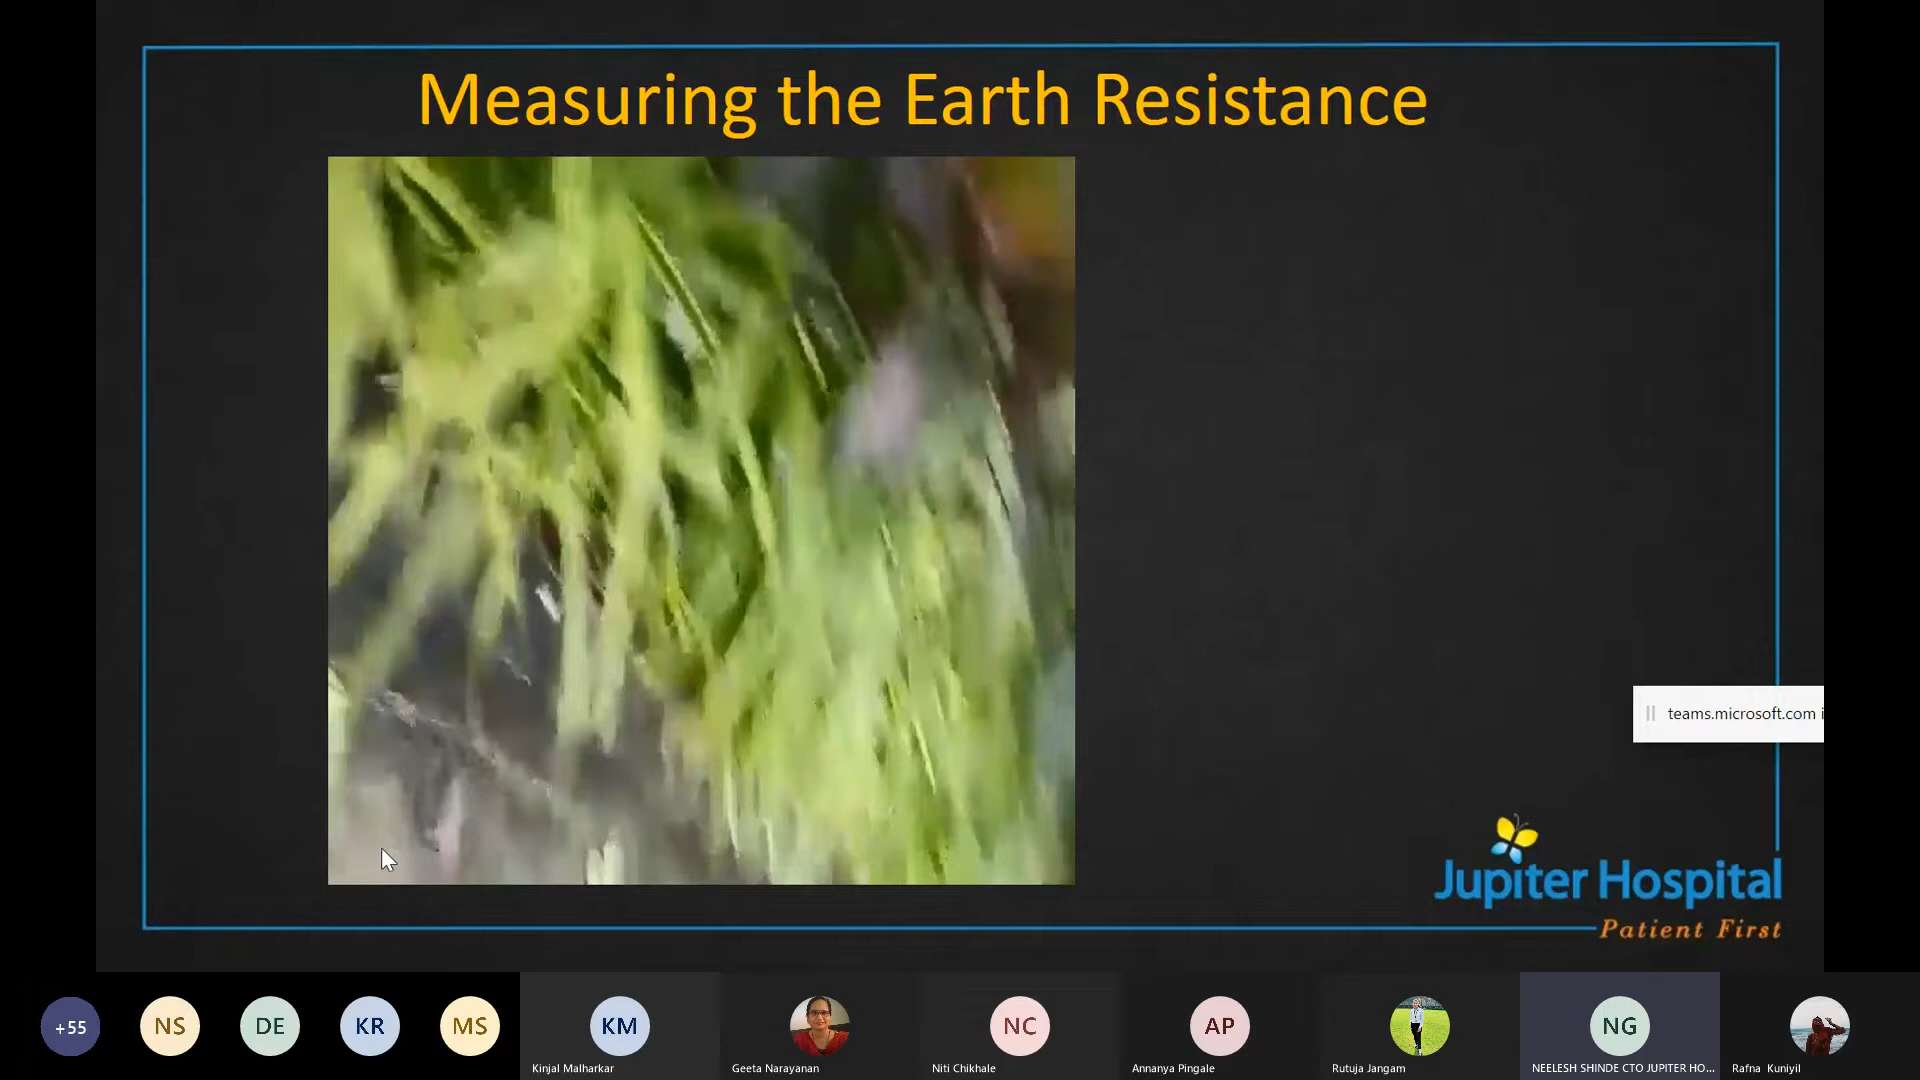 Measuring the Earth Resistance
teams.microsoft.com i
Jupiter Hospital
Patient First
+55
NS
DE
KR
MS
KM
NC
AP
NG
Kinjal Malharkar
Geeta Narayanan
Niti Chikhale
Annanya Pingale
Rutuja Jangam
NEELESH SHINDE CTO JUPITER HO...
Rafna Kuniyil